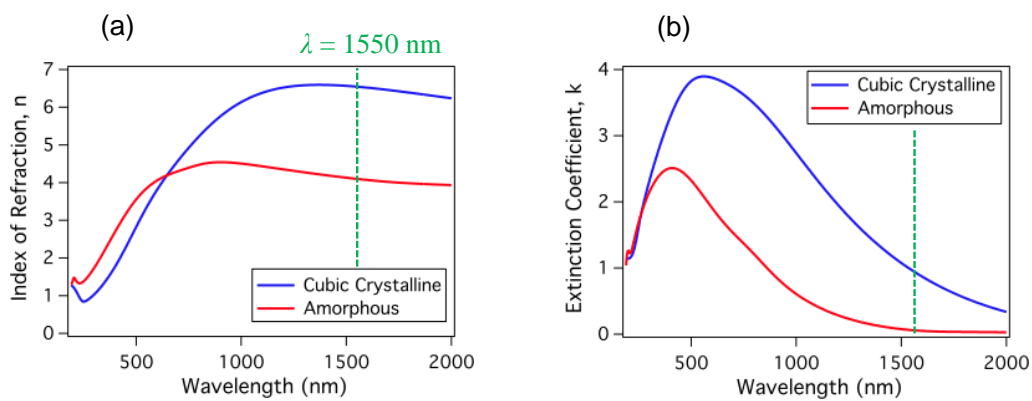 (a)
λ = 1550 nm
7
6
5
4
3
2
1
0
Index of Refraction, n
500
1000
1500
2000
Wavelength (nm)
Cubic Crystalline
Amorphous
(b)
4
3
2
1
0
Extinction Coefficient, k
500
1000
1500
2000
Wavelength (nm)
Cubic Crystalline
Amorphous